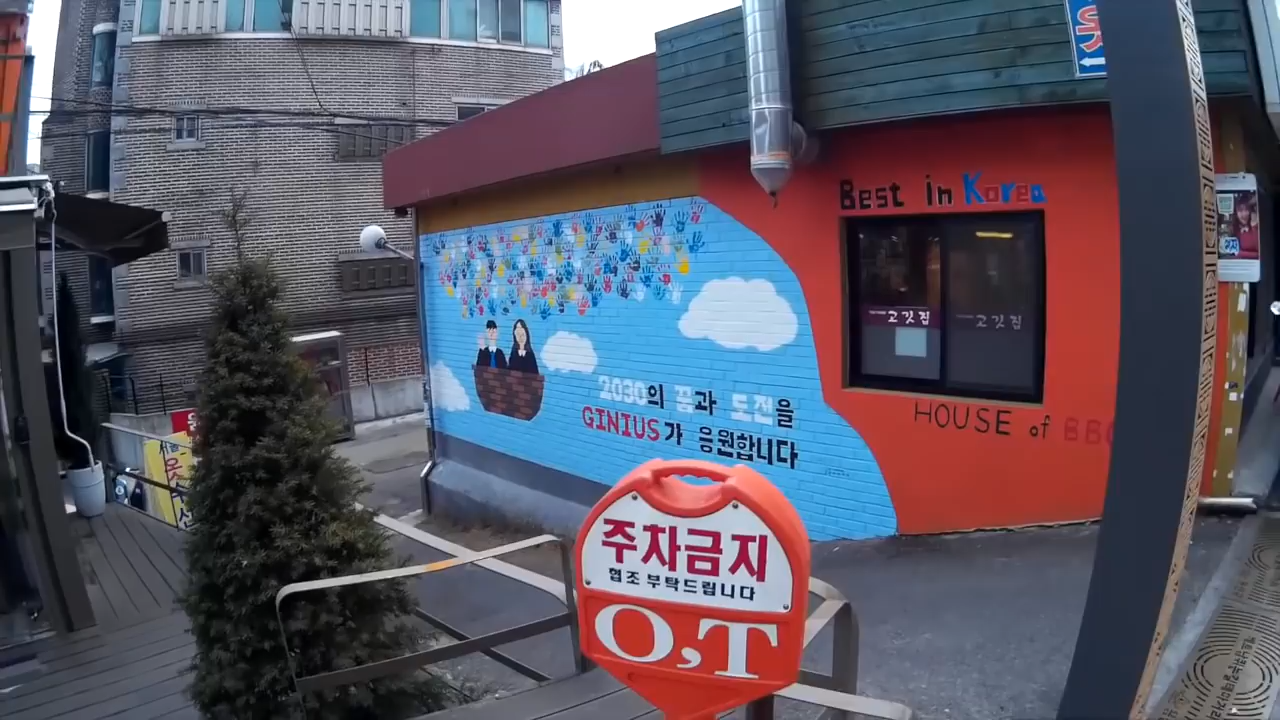 Best in Korea
고깃집
고깃집
HOUSE of BBQ
2030의 꿈과 도전을
GINIUS가 응원합니다
주차금지
협조 부탁드립니다
O,T